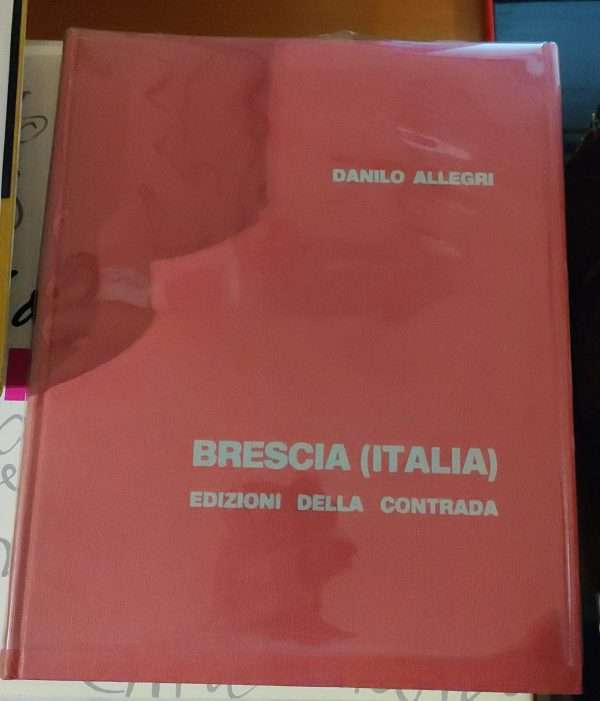 DANILO ALLEGRI
BRESCIA (ITALIA)
EDIZIONI DELLA CONTRADA